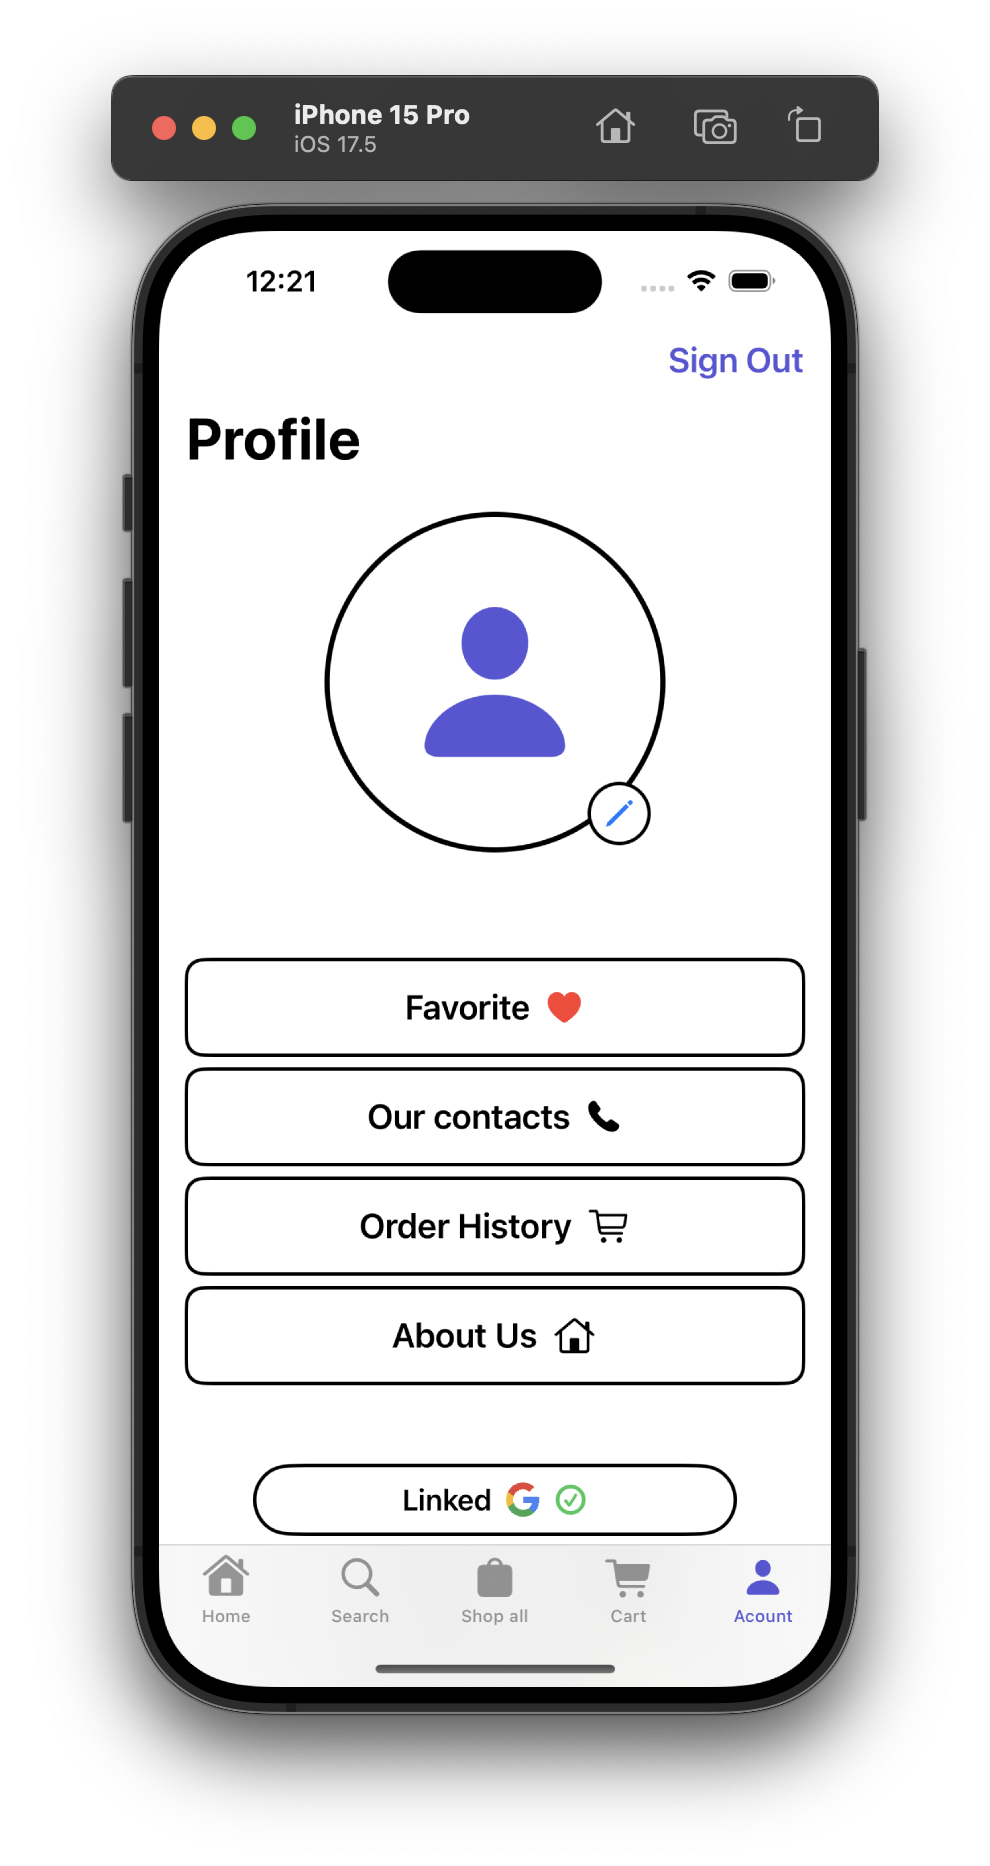 iPhone 15 Pro
iOS 17.5
12:21
Sign Out
Profile
Favorite
Our contacts
Order History
About Us
Linked
Home
Search
Shop all
Cart
Acount